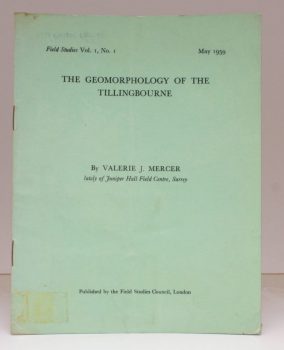 Field Studies Vol. 1, No. 1 May 1959
THE GEOMORPHOLOGY OF THE
TILLINGBOURNE
By VALERIE J. MERCER
lately of Juniper Hall Field Centre, Surrey
Published by the Field Studies Council, London